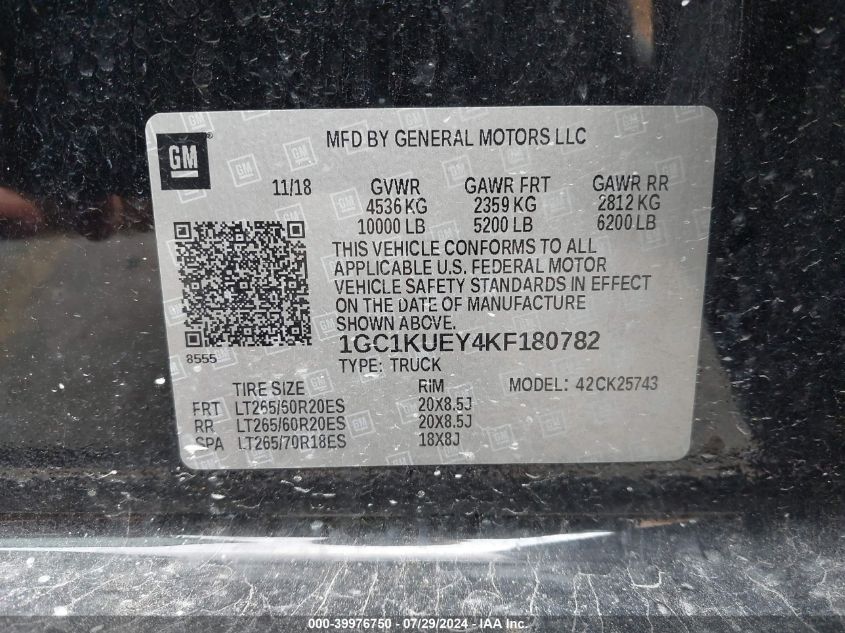 MFD BY GENERAL MOTORS LLC
GM
11/18 GVWR GAWR FRT GAWR RR
4536 KG 2359 KG 2812 KG
10000 LB 5200 LB 6200 LB
THIS VEHICLE CONFORMS TO ALL
APPLICABLE U.S. FEDERAL MOTOR
VEHICLE SAFETY STANDARDS IN EFFECT
ON THE DATE OF MANUFACTURE
SHOWN ABOVE.
8555
1GC1KUEY4KF180782
TYPE: TRUCK
TIRE SIZE RIM MODEL: 42CK25743
FRT LT265/60R20ES 20X8.5J
RR LT265/60R20ES 20X8.5J
SPA LT265/70R18ES 18X8J
000-39976750 - 07/29/2024 - IAA Inc.